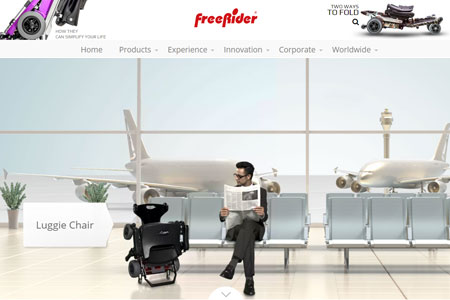 HOW THEY
CAN SIMPLIFY YOUR LIFE
FreeRider
TWO WAYS
TO FOLD
Home Products Experience Innovation Corporate Worldwide
Luggie Chair